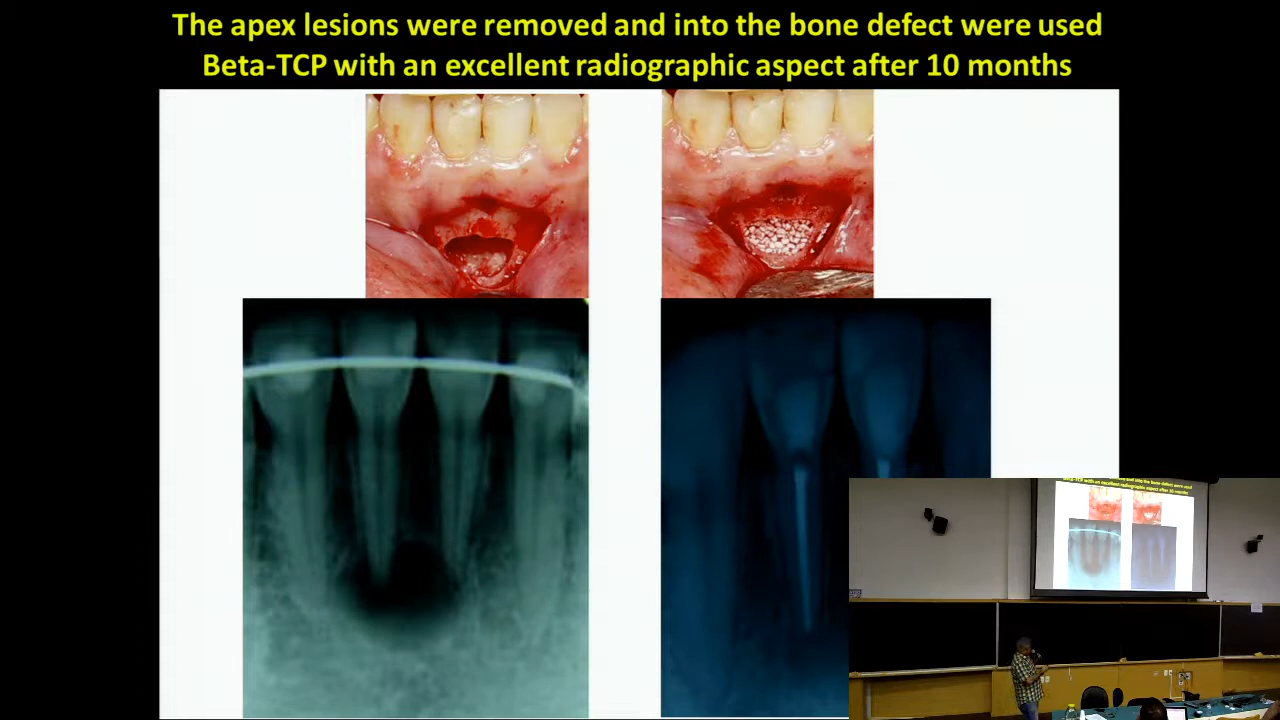 The apex lesions were removed and into the bone defect were used
Beta-TCP with an excellent radiographic aspect after 10 months